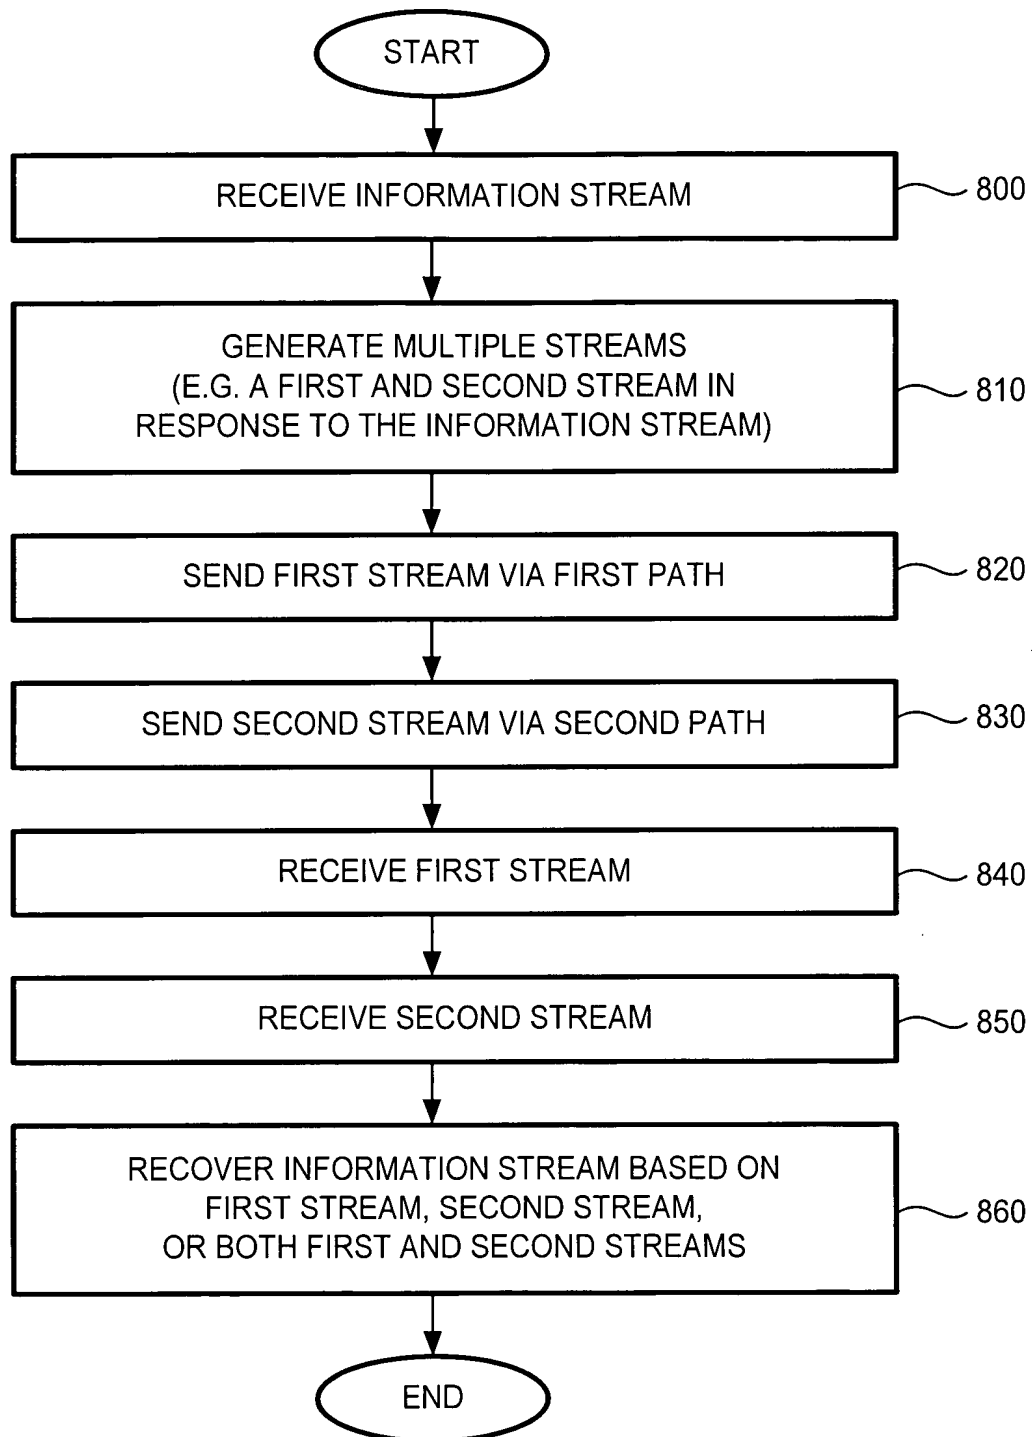 START
RECEIVE INFORMATION STREAM
800
GENERATE MULTIPLE STREAMS
(E.G. A FIRST AND SECOND STREAM IN
RESPONSE TO THE INFORMATION STREAM)
810
SEND FIRST STREAM VIA FIRST PATH
820
SEND SECOND STREAM VIA SECOND PATH
830
RECEIVE FIRST STREAM
840
RECEIVE SECOND STREAM
850
RECOVER INFORMATION STREAM BASED ON
FIRST STREAM, SECOND STREAM,
OR BOTH FIRST AND SECOND STREAMS
860
END